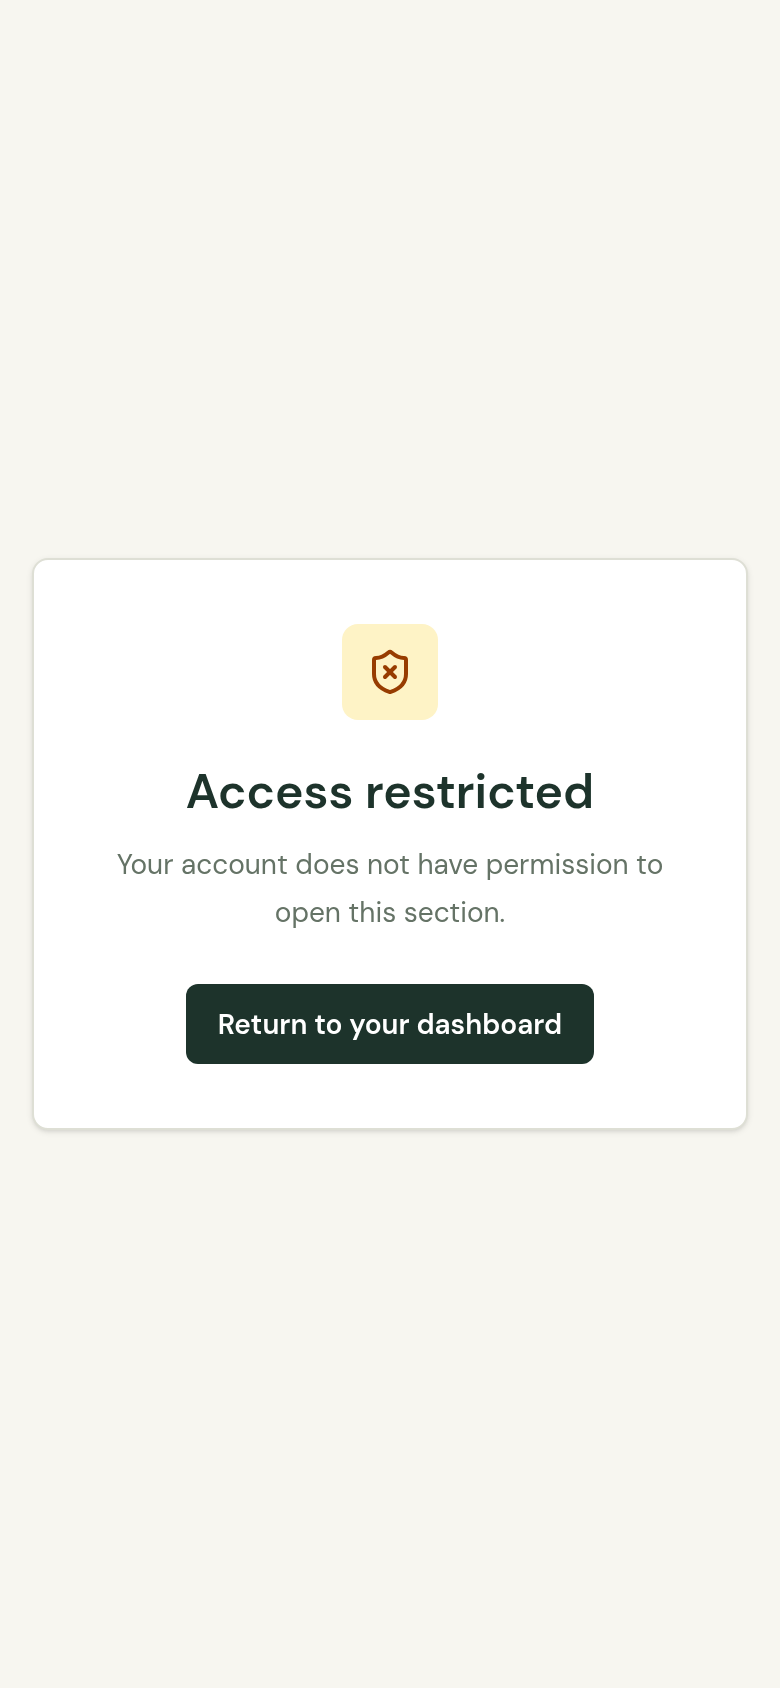 Access restricted
Your account does not have permission to
open this section.
Return to your dashboard